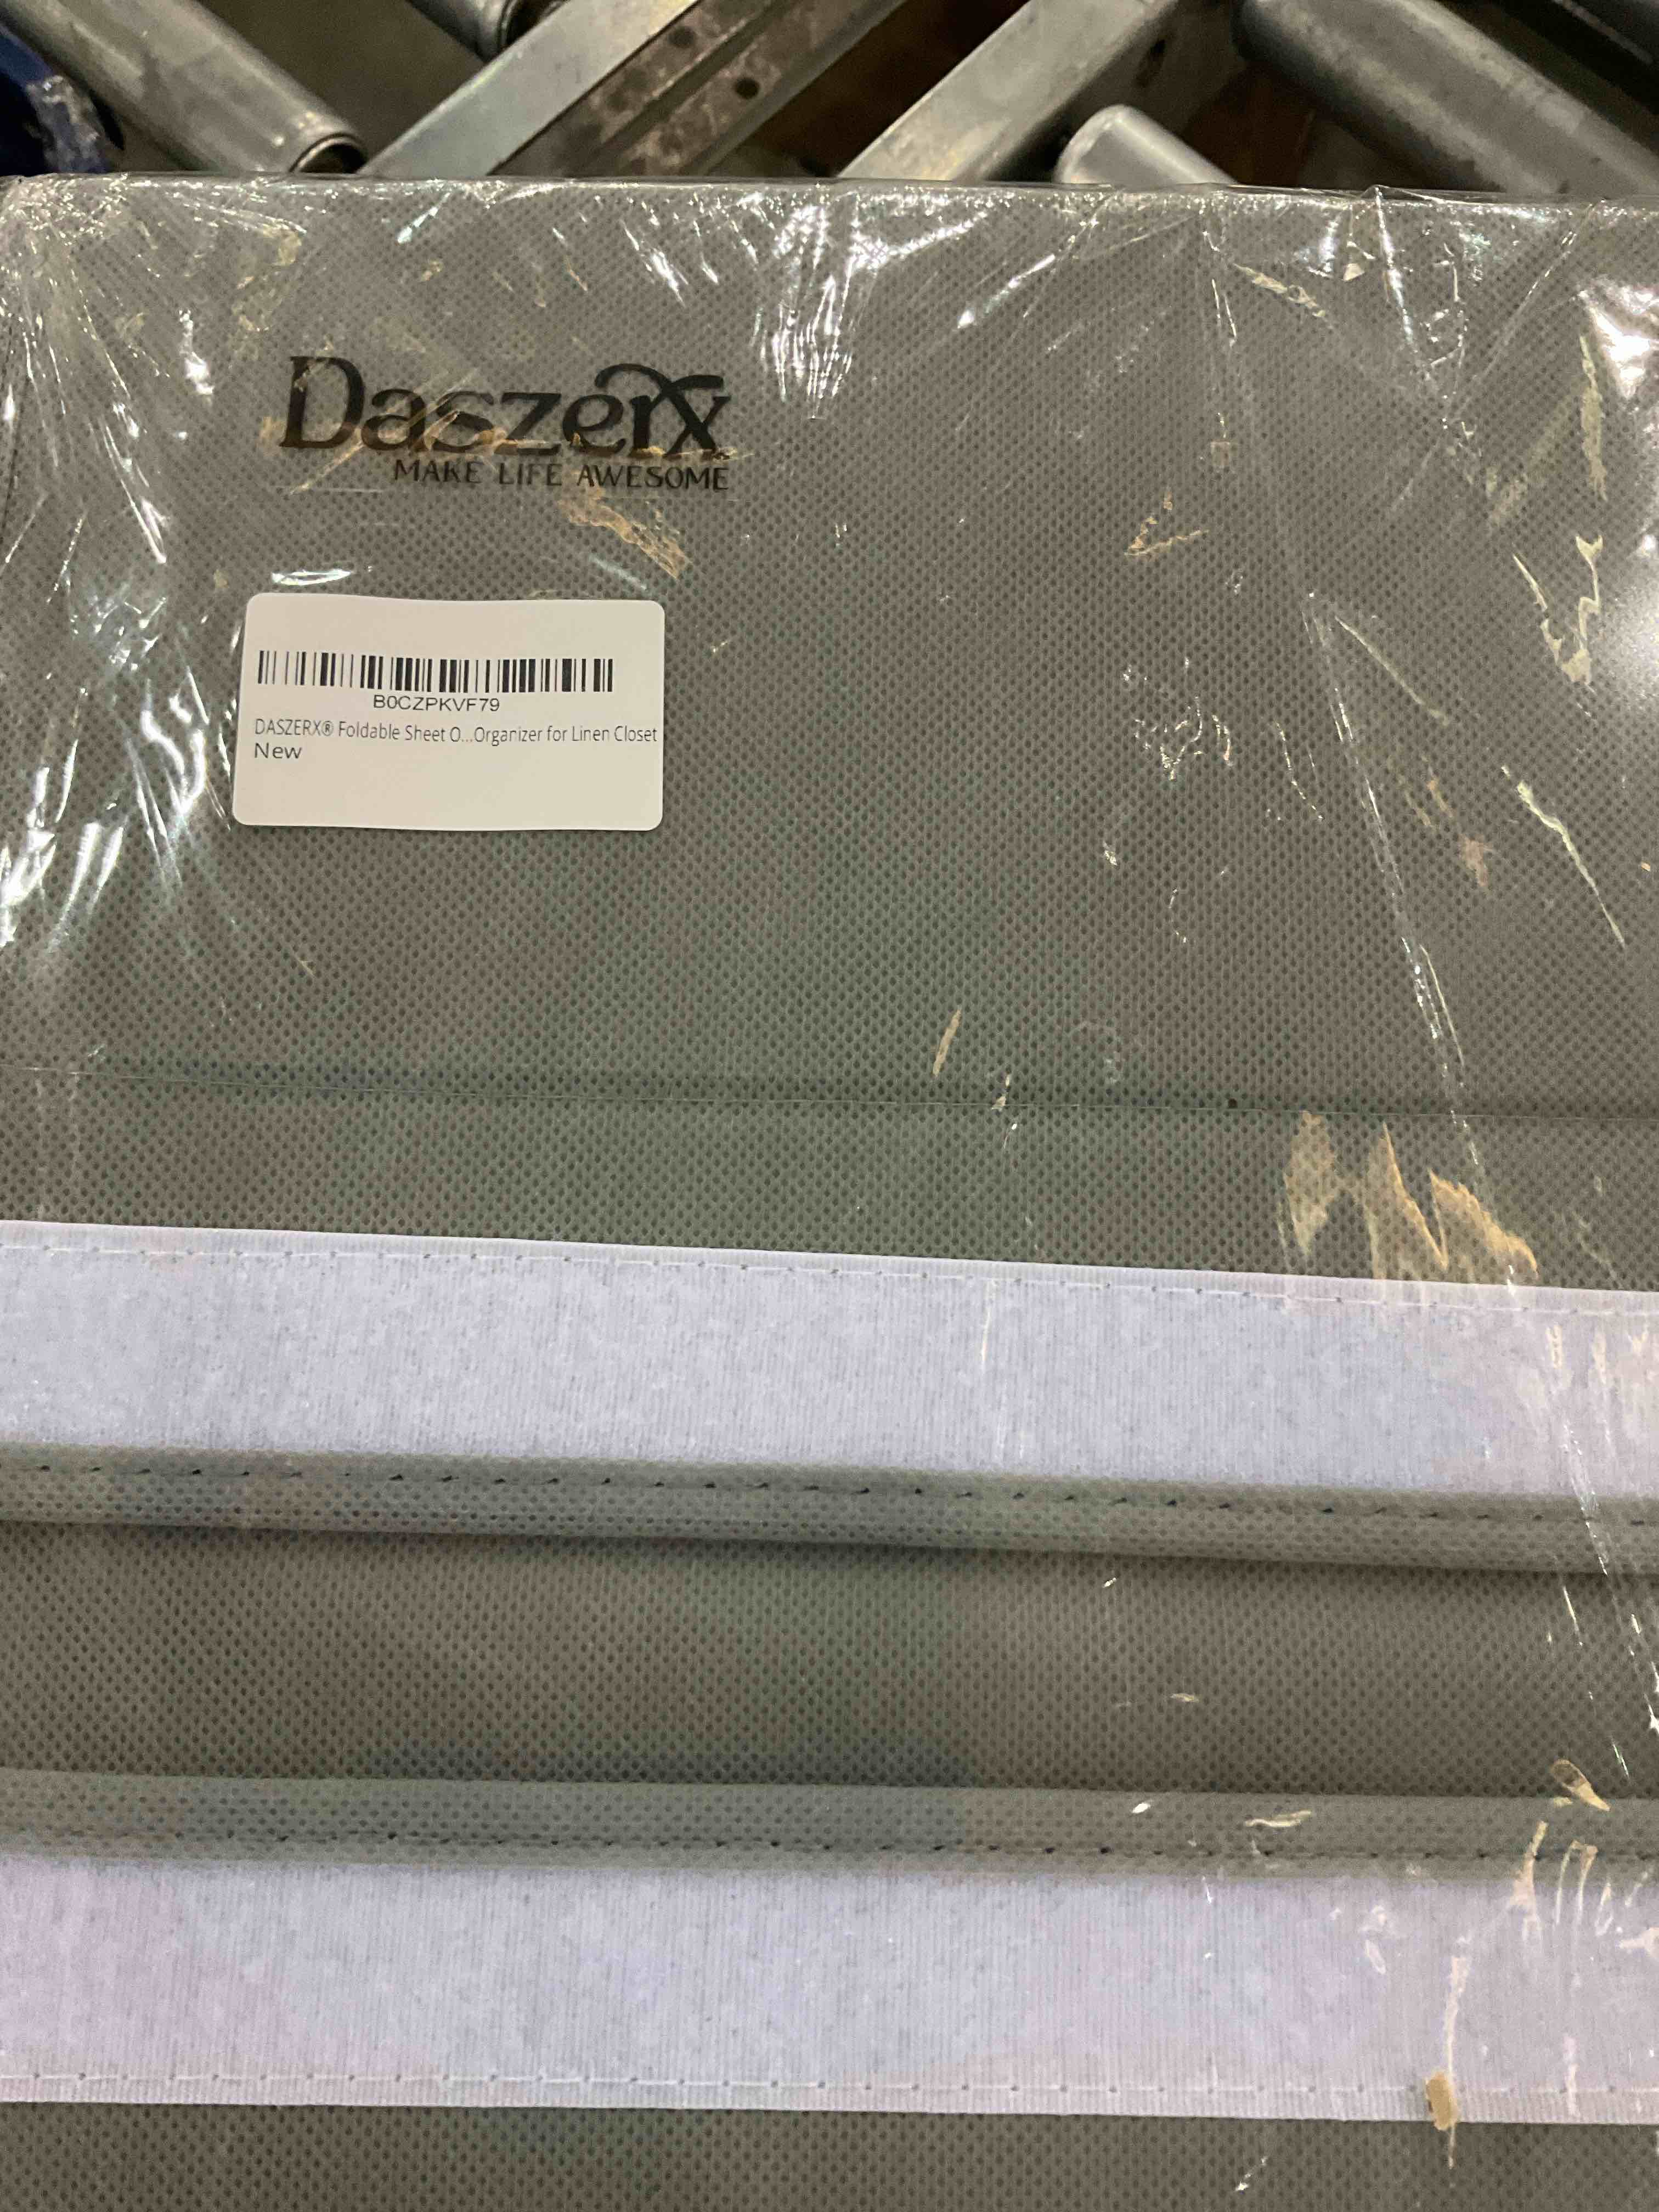 Daszerx
MAKE LIFE AWESOME
B0CZPKVF79
DASZERX® Foldable Sheet O...Organizer for Linen Closet
New